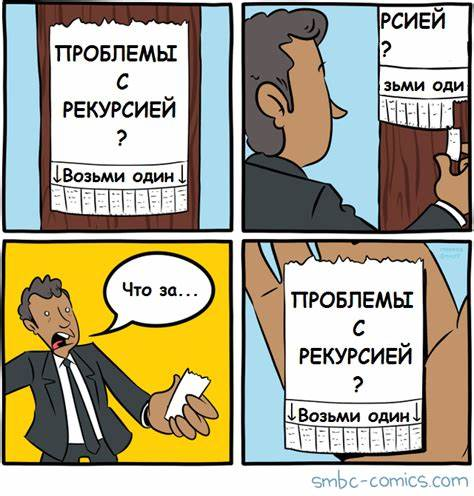 ПРОБЛЕМЫ
С
РЕКУРСИЕЙ
?
↓Возьми один↓
РСИЕЙ
?
зьми оди
Что за...
ПРОБЛЕМЫ
С
РЕКУРСИЕЙ
?
↓Возьми один↓
smbc-comics.com